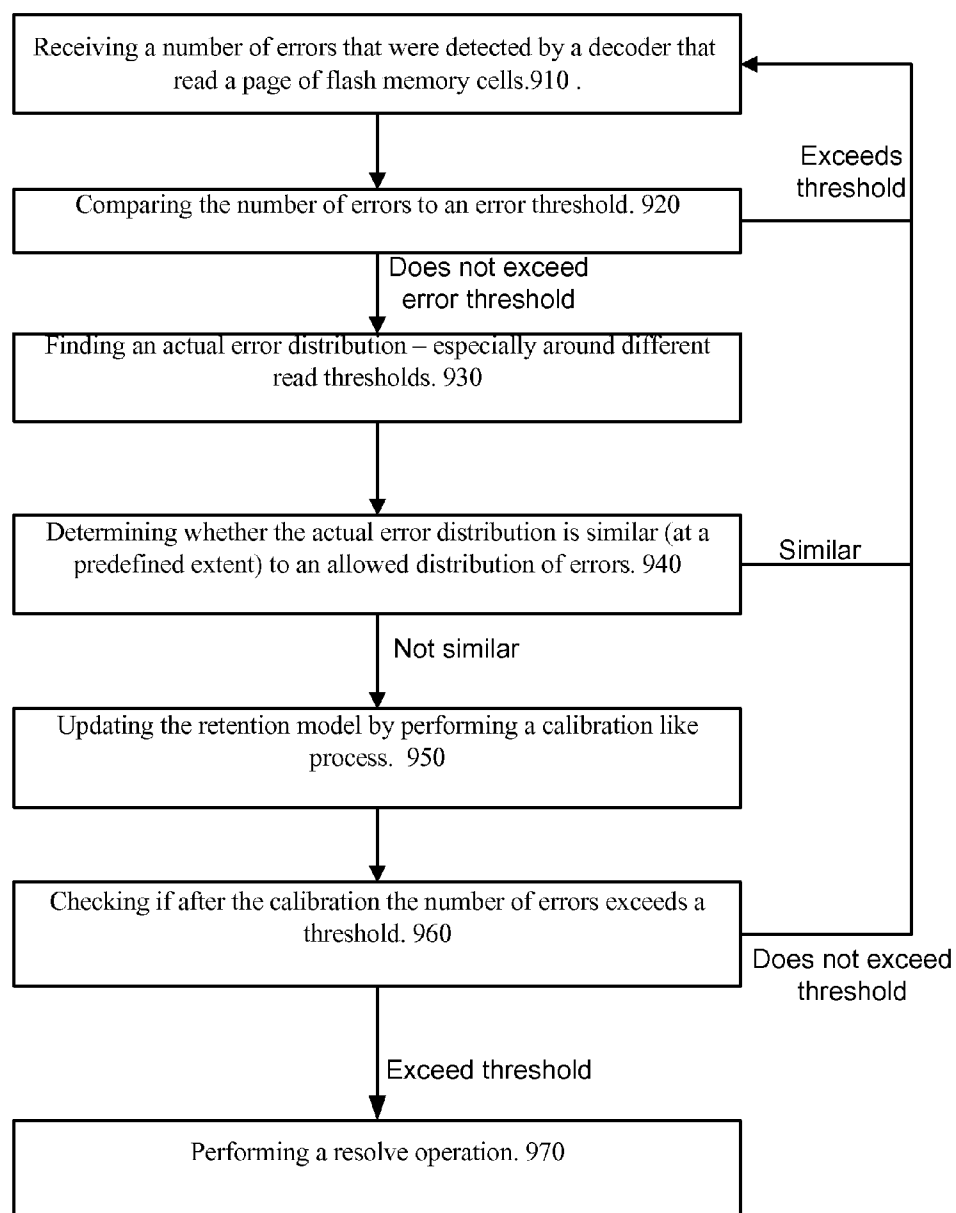 Receiving a number of errors that were detected by a decoder that
read a page of flash memory cells.910 .
Exceeds
threshold
Comparing the number of errors to an error threshold. 920
Does not exceed
error threshold
Finding an actual error distribution – especially around different
read thresholds. 930
Determining whether the actual error distribution is similar (at a
predefined extent) to an allowed distribution of errors. 940
Similar
Not similar
Updating the retention model by performing a calibration like
process. 950
Checking if after the calibration the number of errors exceeds a
threshold. 960
Does not exceed
threshold
Exceed threshold
Performing a resolve operation. 970